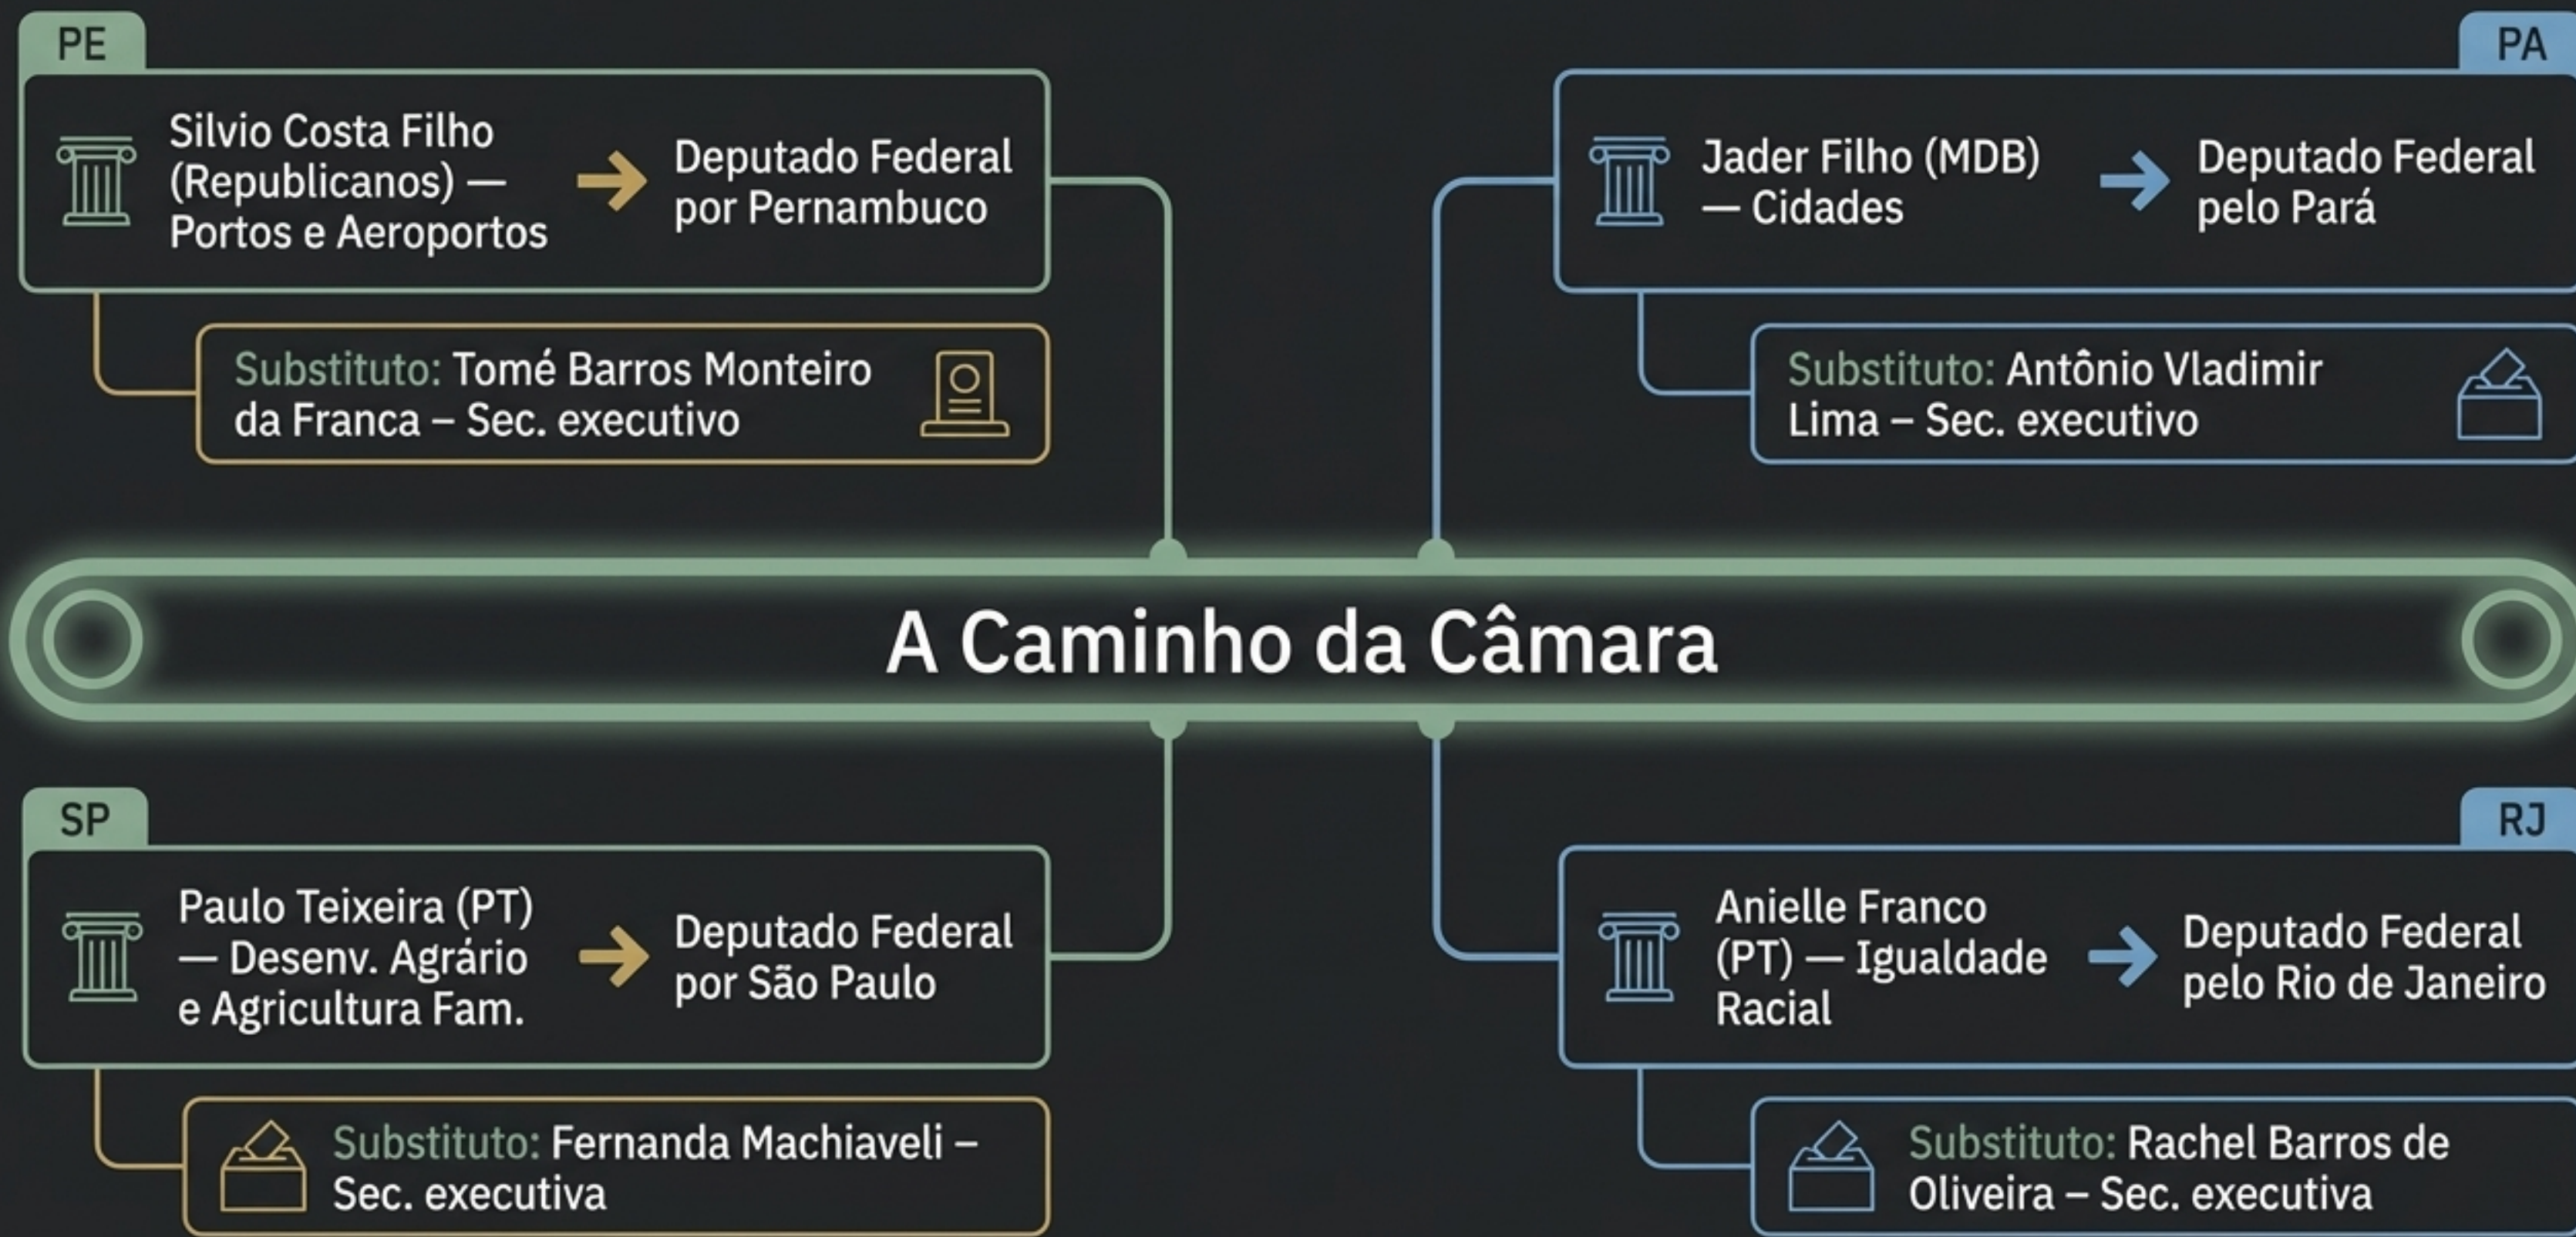 PE
Silvio Costa Filho
(Republicanos) —
Portos e Aeroportos
Deputado Federal
por Pernambuco
Substituto: Tomé Barros Monteiro
da Franca – Sec. executivo
PA
Jader Filho (MDB)
— Cidades
Deputado Federal
pelo Pará
Substituto: Antônio Vladimir
Lima – Sec. executivo
A Caminho da Câmara
SP
Paulo Teixeira (PT)
— Desenv. Agrário
e Agricultura Fam.
Deputado Federal
por São Paulo
Substituto: Fernanda Machiaveli –
Sec. executiva
RJ
Anielle Franco
(PT) — Igualdade
Racial
Deputado Federal
pelo Rio de Janeiro
Substituto: Rachel Barros de
Oliveira – Sec. executiva